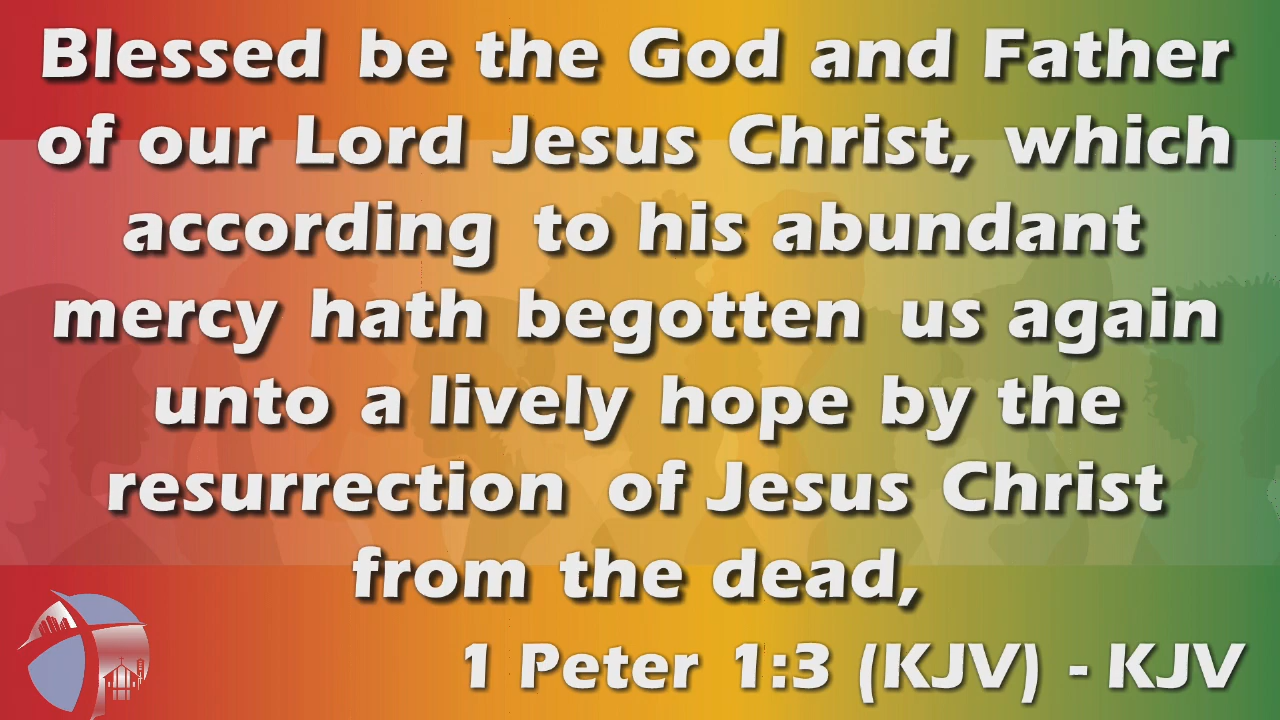 Blessed be the God and Father
of our Lord Jesus Christ, which
according to his abundant
mercy hath begotten us again
unto a lively hope by the
resurrection of Jesus Christ
from the dead,
1 Peter 1:3 (KJV) - KJV